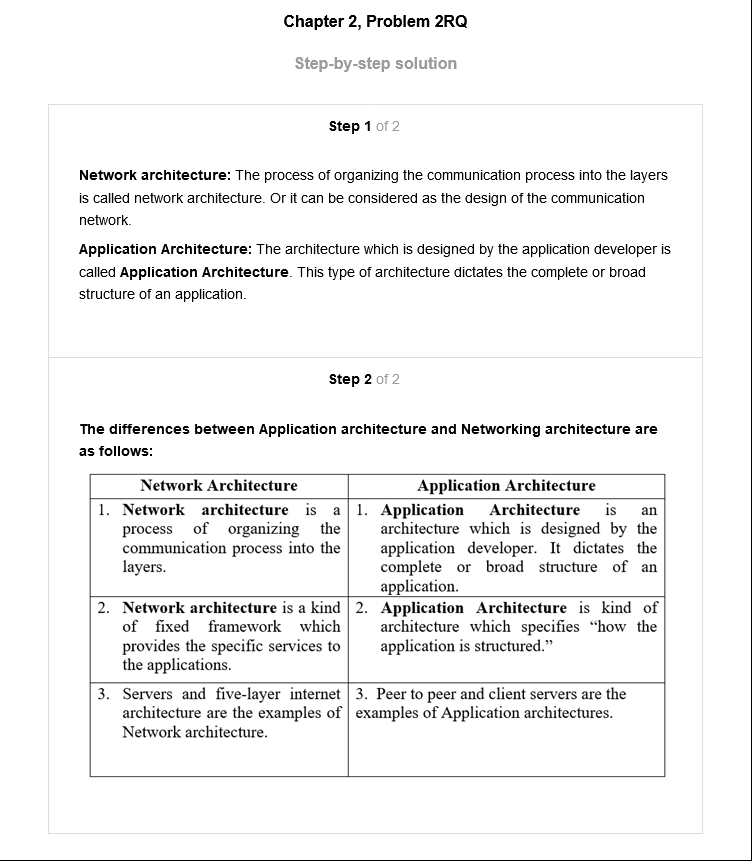 Chapter 2, Problem 2RQ
Step-by-step solution
Step 1 of 2
Network architecture: The process of organizing the communication process into the layers
is called network architecture. Or it can be considered as the design of the communication
network.
Application Architecture: The architecture which is designed by the application developer is
called Application Architecture. This type of architecture dictates the complete or broad
structure of an application.
Step 2 of 2
The differences between Application architecture and Networking architecture are
as follows:
Network Architecture
Application Architecture
1. Network architecture is a
process of organizing the
communication process into the
layers.
1. Application Architecture is an
architecture which is designed by the
application developer. It dictates the
complete or broad structure of an
application.
2. Network architecture is a kind
of fixed framework which
provides the specific services to
the applications.
2. Application Architecture is kind of
architecture which specifies “how the
application is structured.”
3. Servers and five-layer internet
architecture are the examples of
Network architecture.
3. Peer to peer and client servers are the
examples of Application architectures.